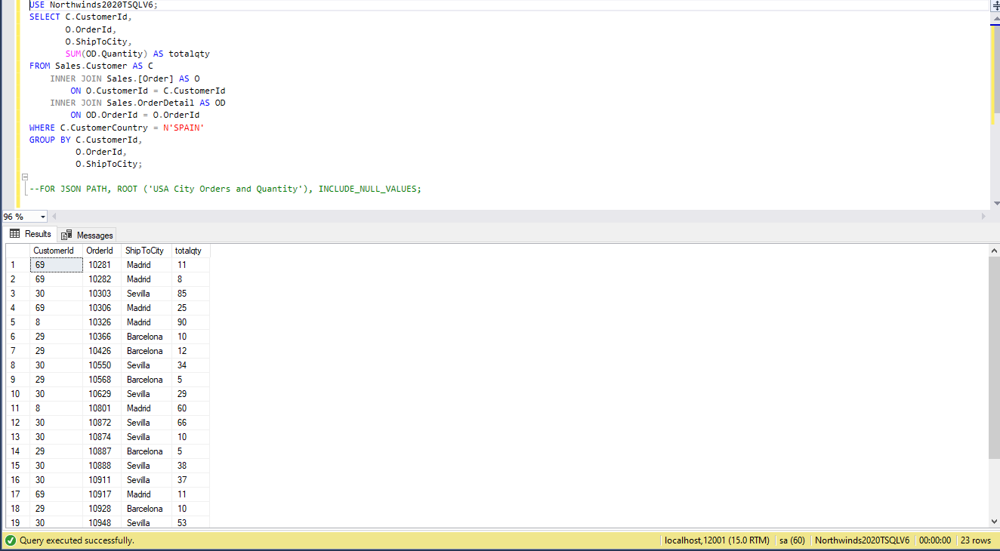 USE Northwinds2020TSQLV6;
SELECT C.CustomerId,
O.OrderId,
O.ShipToCity,
SUM(OD.Quantity) AS totalqty
FROM Sales.Customer AS C
INNER JOIN Sales.[Order] AS O
ON O.CustomerId = C.CustomerId
INNER JOIN Sales.OrderDetail AS OD
ON OD.OrderId = O.OrderId
WHERE C.CustomerCountry = N'SPAIN'
GROUP BY C.CustomerId,
O.OrderId,
O.ShipToCity;
--FOR JSON PATH, ROOT ('USA City Orders and Quantity'), INCLUDE_NULL_VALUES;
96 %
Results Messages
CustomerId OrderId ShipToCity totalqty
1 69 10281 Madrid 11
2 69 10282 Madrid 8
3 30 10303 Sevilla 85
4 69 10306 Madrid 25
5 8 10326 Madrid 90
6 29 10366 Barcelona 10
7 29 10426 Barcelona 12
8 30 10550 Sevilla 34
9 29 10568 Barcelona 5
10 30 10629 Sevilla 29
11 8 10801 Madrid 60
12 30 10872 Sevilla 66
13 30 10874 Sevilla 10
14 29 10887 Barcelona 5
15 30 10888 Sevilla 38
16 30 10911 Sevilla 37
17 69 10917 Madrid 11
18 29 10928 Barcelona 10
19 30 10948 Sevilla 53
Query executed successfully. localhost,12001 (15.0 RTM) sa (60) Northwinds2020TSQLV6 00:00:00 23 rows